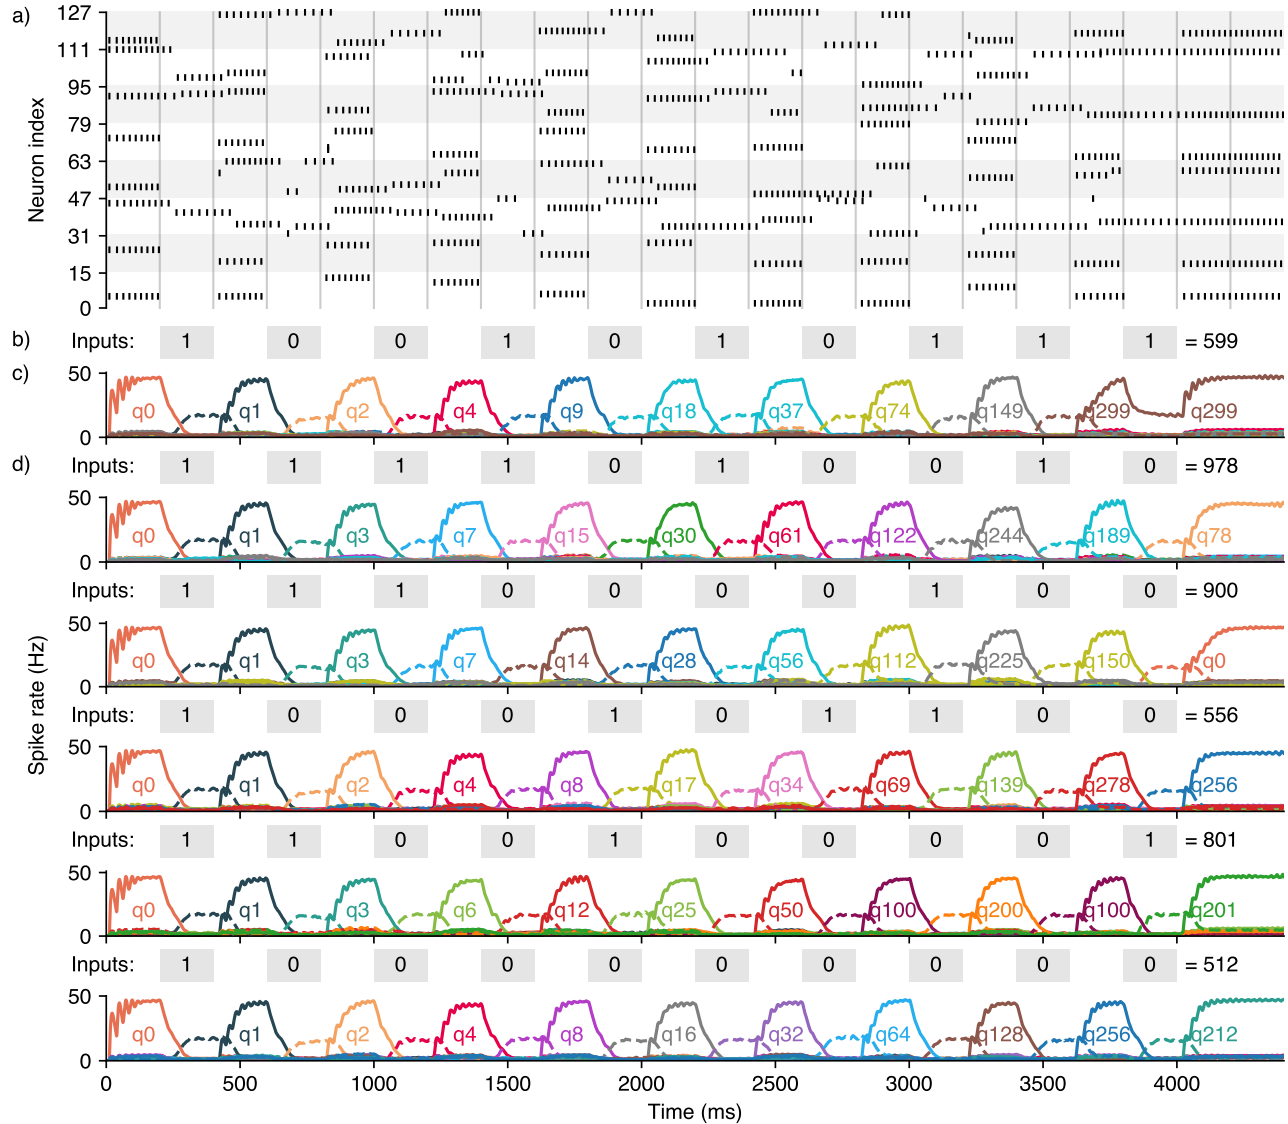 a)
127
111
95
79
63
47
31
15
0
Neuron index
b) Inputs: 1 0 0 1 0 1 0 1 1 1 = 599
c)
50
0
q0 q1 q2 q4 q9 q18 q37 q74 q149 q299 q299
d) Inputs: 1 1 1 1 0 1 0 0 1 0 = 978
50
0
q0 q1 q3 q7 q15 q30 q61 q122 q244 q189 q78
Inputs: 1 1 1 0 0 0 0 1 0 0 = 900
50
0
q0 q1 q3 q7 q14 q28 q56 q112 q225 q150 q0
Spike rate (Hz)
Inputs: 1 0 0 0 1 0 1 1 0 0 = 556
50
0
q0 q1 q2 q4 q8 q17 q34 q69 q139 q278 q256
Inputs: 1 1 0 0 1 0 0 0 0 1 = 801
50
0
q0 q1 q3 q6 q12 q25 q50 q100 q200 q100 q201
Inputs: 1 0 0 0 0 0 0 0 0 0 = 512
50
0
q0 q1 q2 q4 q8 q16 q32 q64 q128 q256 q212
0 500 1000 1500 2000 2500 3000 3500 4000
Time (ms)